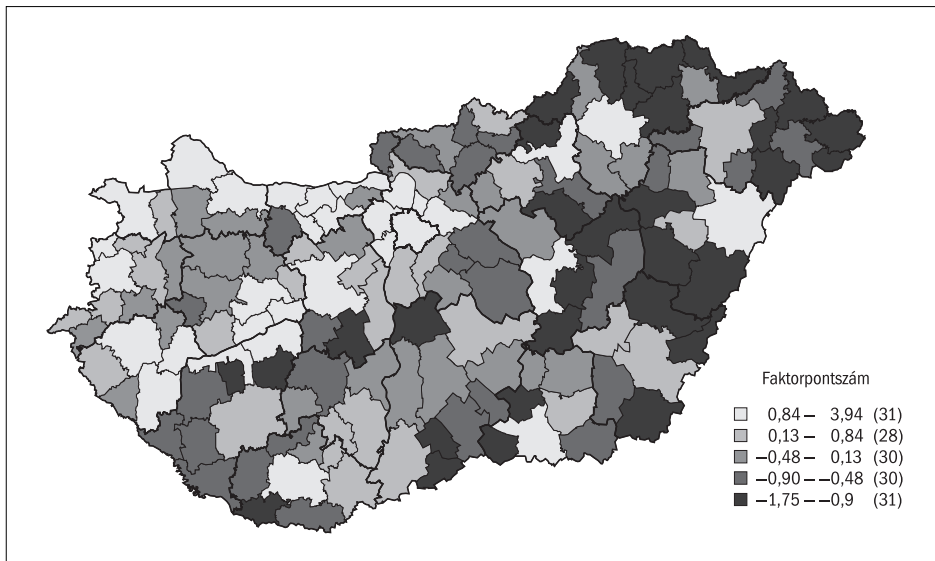 Faktorpontszám
0,84 – 3,94 (31)
0,13 – 0,84 (28)
–0,48 – 0,13 (30)
–0,90 – –0,48 (30)
–1,75 – –0,9 (31)